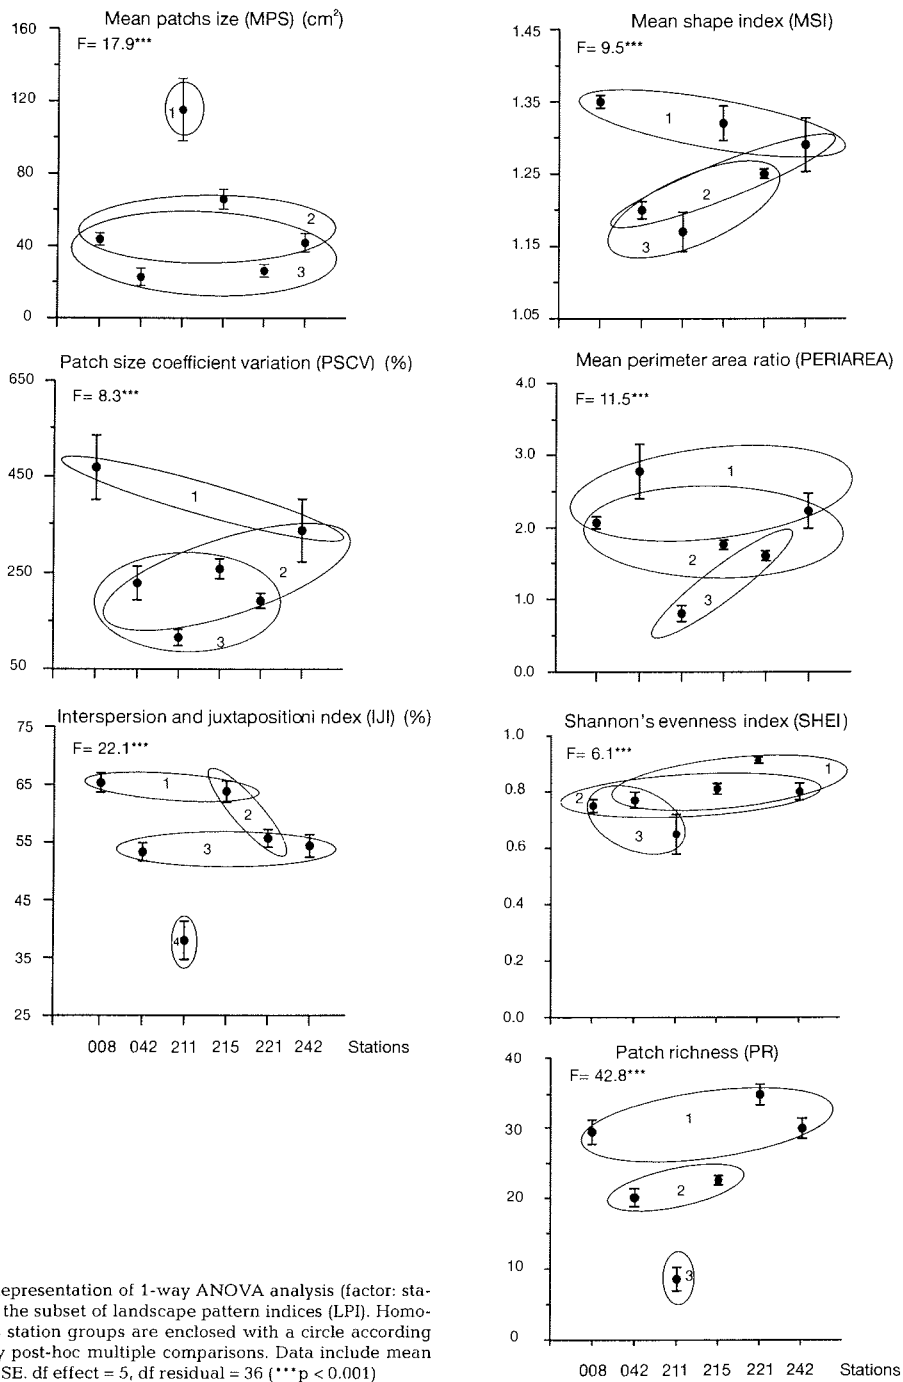 Mean patchs ize (MPS) (cm²)
F= 17.9***
160
120
80
40
0
1
2
3
Mean shape index (MSI)
F= 9.5***
1.45
1.35
1.25
1.15
1.05
1
2
3
Patch size coefficient variation (PSCV) (%)
F= 8.3***
650
450
250
50
1
2
3
Mean perimeter area ratio (PERIAREA)
F= 11.5***
4.0
3.0
2.0
1.0
0.0
1
2
3
Interspersion and juxtapositioni ndex (IJI) (%)
F= 22.1***
75
65
55
45
35
25
1
2
3
4
008 042 211 215 221 242 Stations
Shannon's evenness index (SHEI)
F= 6.1***
1.0
0.8
0.6
0.4
0.2
0.0
1
2
3
Patch richness (PR)
F= 42.8***
40
30
20
10
0
1
2
3
008 042 211 215 221 242 Stations
epresentation of 1-way ANOVA analysis (factor: sta-
the subset of landscape pattern indices (LPI). Homo-
station groups are enclosed with a circle according
y post-hoc multiple comparisons. Data include mean
SE. df effect = 5, df residual = 36 (***p < 0.001)